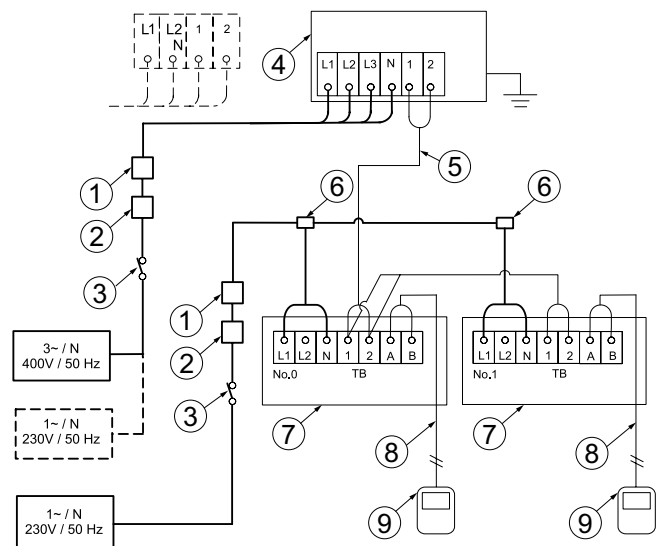 L1 L2 N 1 2
4
L1 L2 L3 N 1 2
1
5
2
6
6
3
1
3~ / N
400V / 50 Hz
2
L1 L2 N 1 2 A B
No.0 TB
L1 L2 N 1 2 A B
No.1 TB
1~ / N
230V / 50 Hz
3
7
7
8
8
1~ / N
230V / 50 Hz
9
9